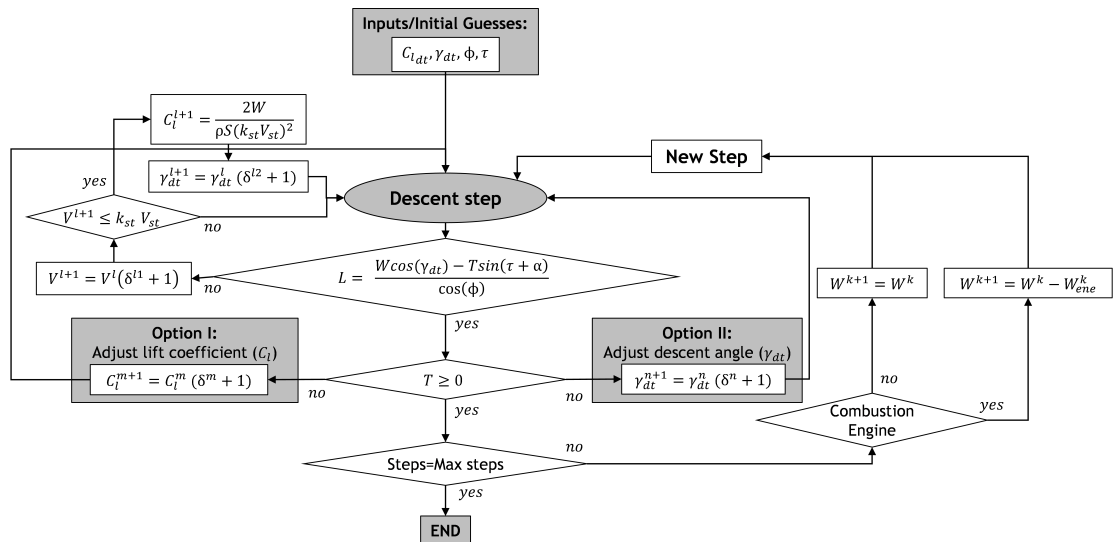 Inputs/Initial Guesses:
C_{l_{dt}}, γ_{dt}, ϕ, τ
C_l^{l+1} = \frac{2W}{ρS(k_{st}V_{st})^2}
γ_{dt}^{l+1} = γ_{dt}^{l} (δ^{l2} + 1)
yes
V^{l+1} ≤ k_{st} V_{st}
no
V^{l+1} = V^l(δ^{l1} + 1)
New Step
Descent step
L = \frac{Wcos(γ_{dt}) − Tsin(τ + α)}{cos(ϕ)}
no
yes
W^{k+1} = W^k
W^{k+1} = W^k − W_{ene}^k
Option I:
Adjust lift coefficient (C_l)
C_l^{m+1} = C_l^m (δ^m + 1)
no
T ≥ 0
no
yes
Option II:
Adjust descent angle (γ_{dt})
γ_{dt}^{n+1} = γ_{dt}^n (δ^n + 1)
no
Combustion
Engine
yes
Steps=Max steps
no
yes
END